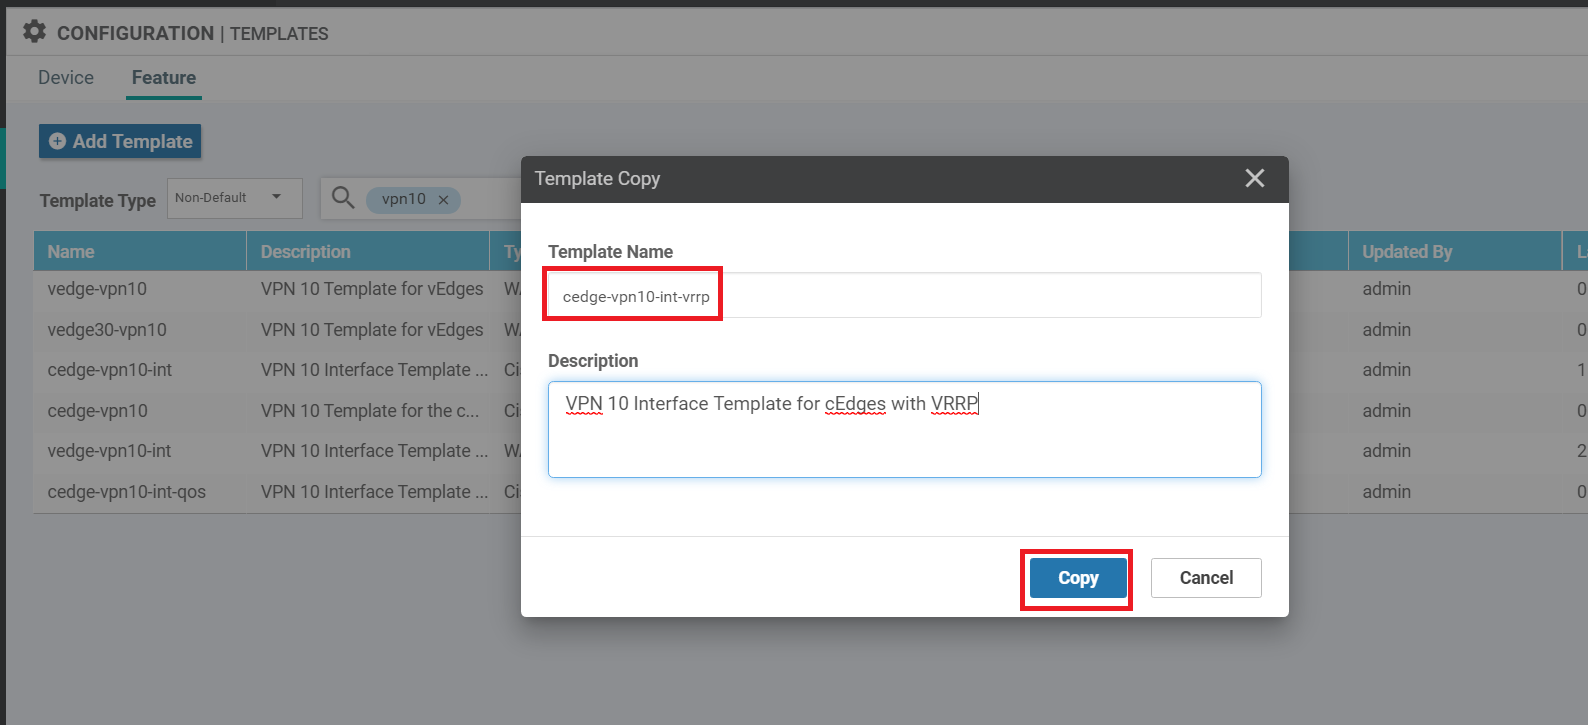 CONFIGURATION | TEMPLATES
Device Feature
Add Template
Template Type Non-Default vpn10
Name Description Ty Updated By
vedge-vpn10 VPN 10 Template for vEdges admin 0
vedge30-vpn10 VPN 10 Template for vEdges admin 0
cedge-vpn10-int VPN 10 Interface Template ... Ci admin 1
cedge-vpn10 VPN 10 Template for the c... Ci admin 0
vedge-vpn10-int VPN 10 Interface Template ... admin 2
cedge-vpn10-int-qos VPN 10 Interface Template ... Ci admin 0
Template Copy
Template Name
cedge-vpn10-int-vrrp
Description
VPN 10 Interface Template for cEdges with VRRP
Copy Cancel